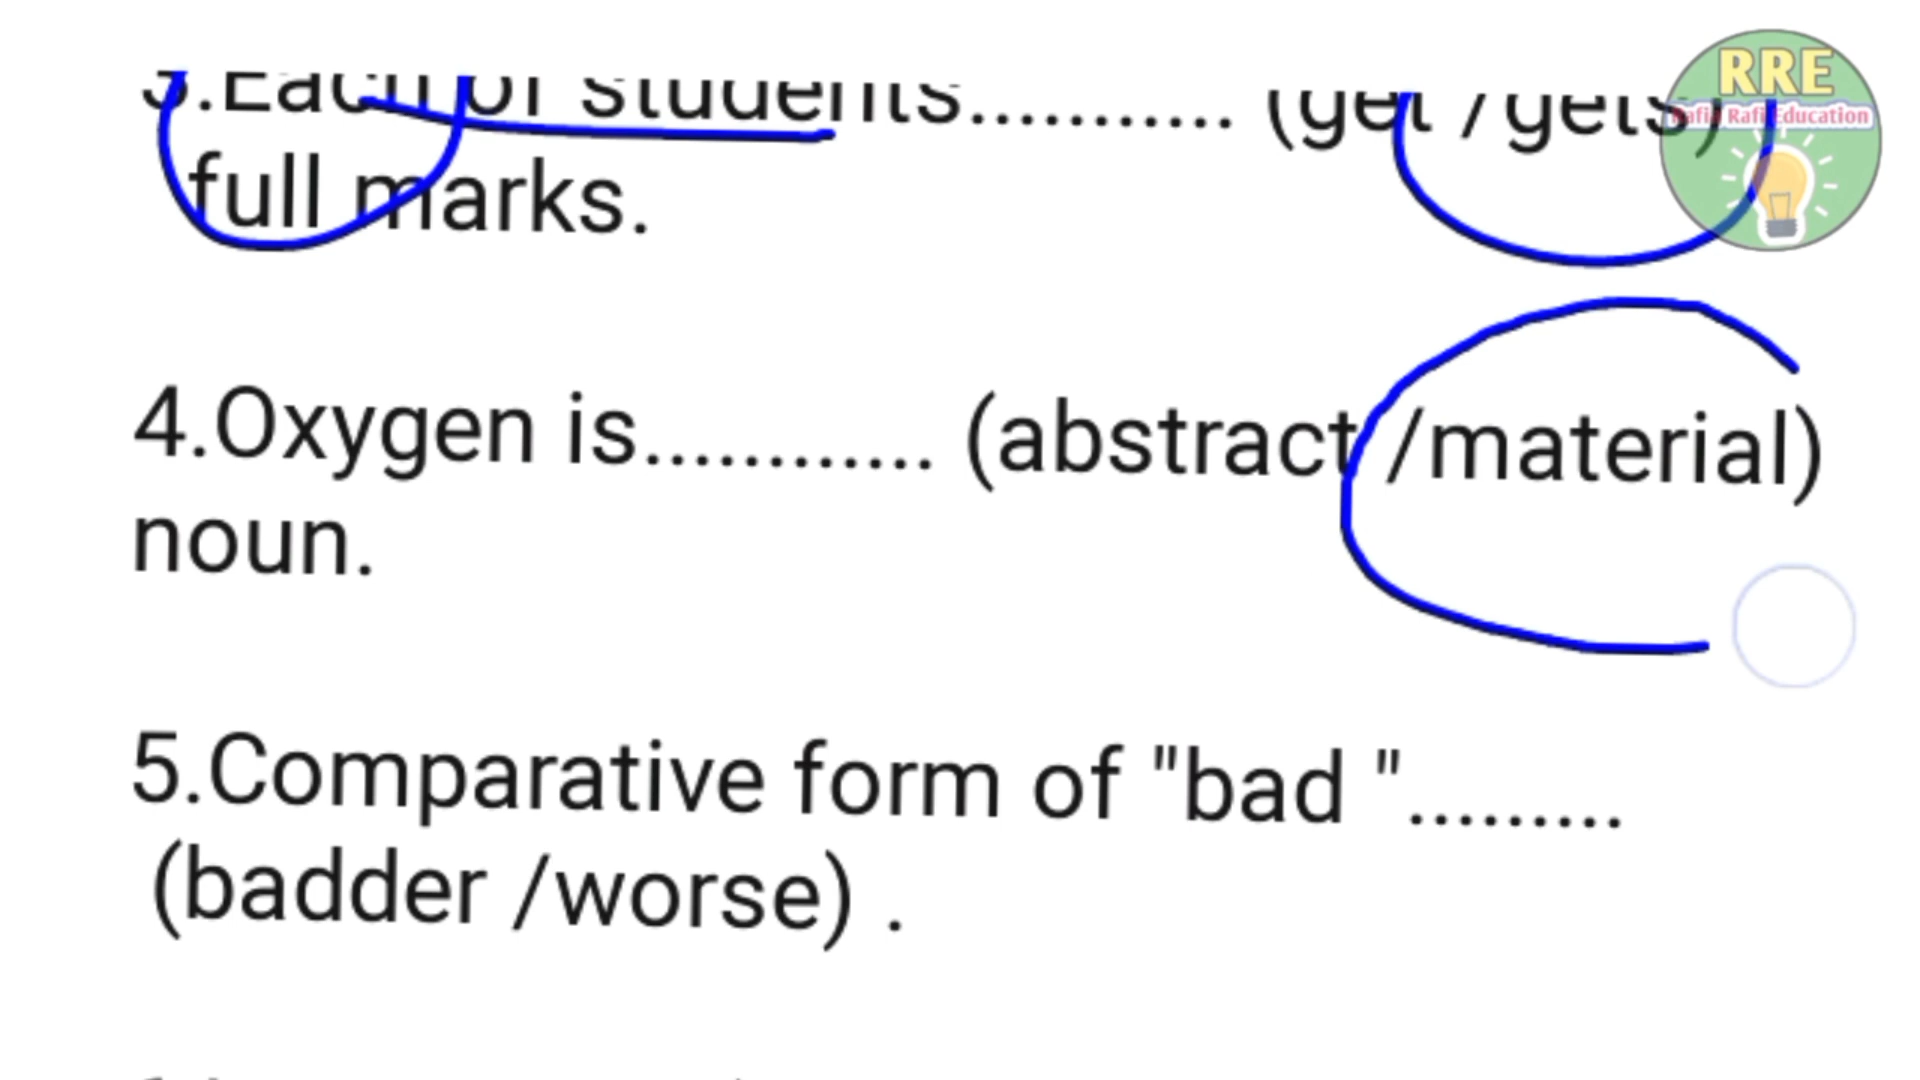 3.Each of students........... (get /gets)
full marks.
4.Oxygen is............ (abstract /material)
noun.
5.Comparative form of "bad ".........
(badder /worse) .
RRE
Rafia Rafi Education